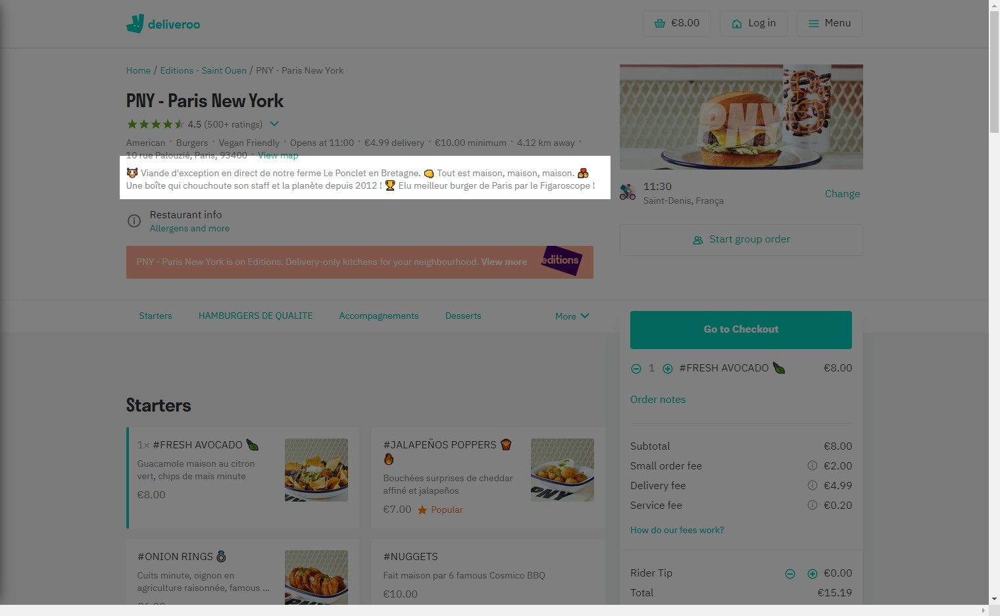 deliveroo
€8.00
Log in
Menu
Home / Editions - Saint Ouen / PNY - Paris New York
PNY - Paris New York
4.5 (500+ ratings)
American · Burgers · Vegan Friendly · Opens at 11:00 · €4.99 delivery · €10.00 minimum · 4.12 km away ·
10 rue Palouzié, Paris, 93400 · View map
🐮 Viande d'exception en direct de notre ferme Le Ponclet en Bretagne. 🤜 Tout est maison, maison, maison. 👩‍❤️‍👨
Une boîte qui chouchoute son staff et la planète depuis 2012 ! 🏆 Elu meilleur burger de Paris par le Figaroscope !
Restaurant info
Allergens and more
PNY - Paris New York is on Editions. Delivery-only kitchens for your neighbourhood. View more
editions
PNY
11:30
Saint-Denis, França
Change
Start group order
Starters
HAMBURGERS DE QUALITE
Accompagnements
Desserts
More
Go to Checkout
1 #FRESH AVOCADO €8.00
Order notes
Subtotal €8.00
Small order fee €2.00
Delivery fee €4.99
Service fee €0.20
How do our fees work?
Rider Tip €0.00
Total €15.19
Starters
1× #FRESH AVOCADO
Guacamole maison au citron
vert, chips de maïs minute
€8.00
#JALAPEÑOS POPPERS
Bouchées surprises de cheddar
affiné et jalapeños
€7.00 Popular
PNY
#ONION RINGS
Cuits minute, oignon en
agriculture raisonnée, famous ...
#NUGGETS
Fait maison par 6 famous Cosmico BBQ
€10.00